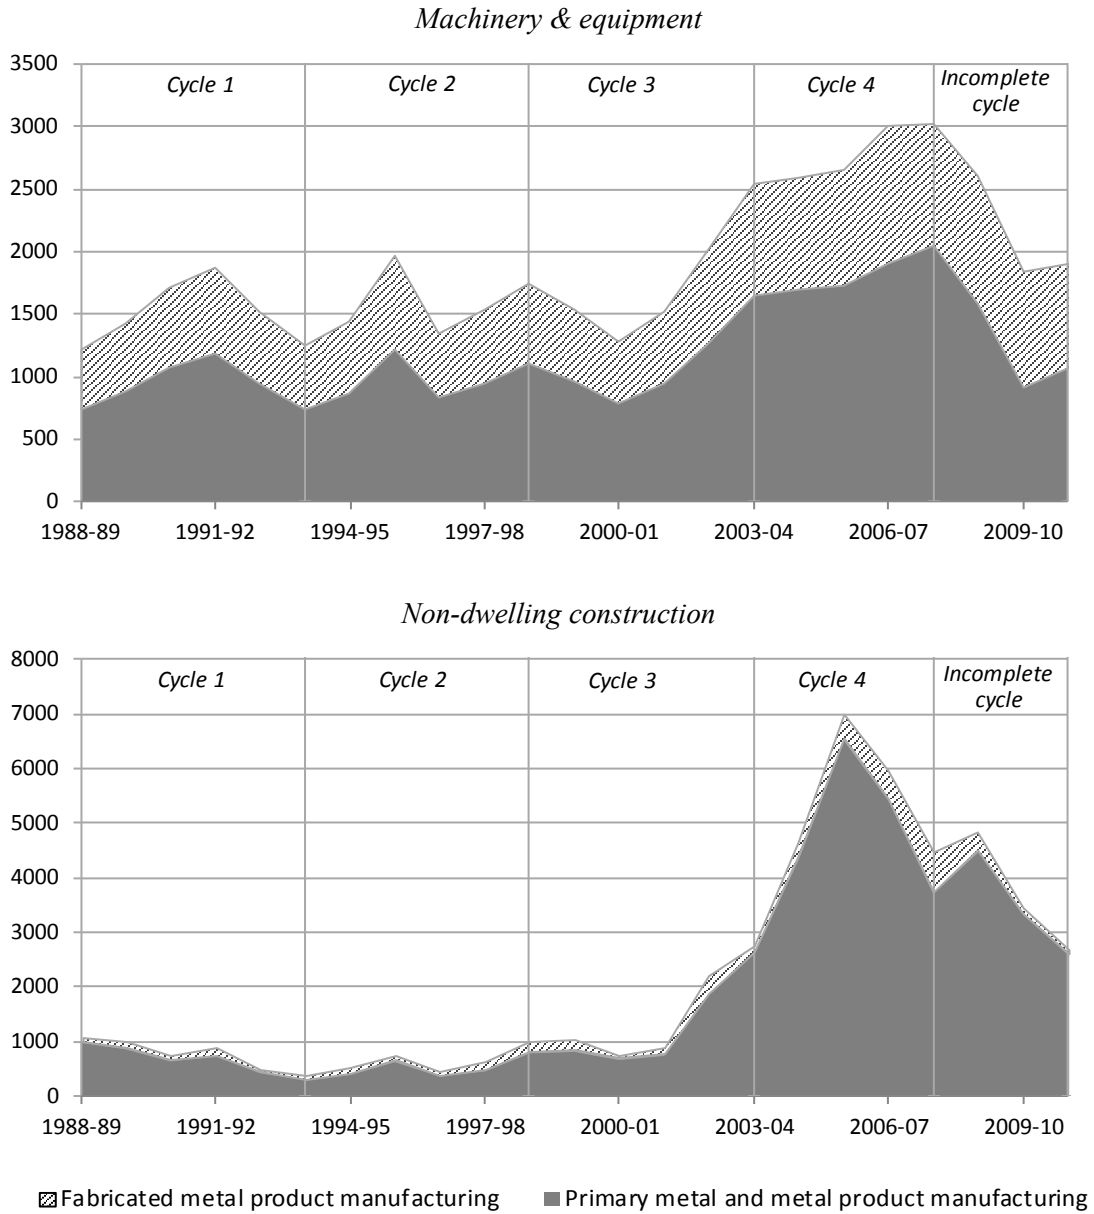 Machinery & equipment
3500
Cycle 1 Cycle 2 Cycle 3 Cycle 4 Incomplete
cycle
3000
2500
2000
1500
1000
500
0
1988-89 1991-92 1994-95 1997-98 2000-01 2003-04 2006-07 2009-10
Non-dwelling construction
8000
Cycle 1 Cycle 2 Cycle 3 Cycle 4 Incomplete
cycle
7000
6000
5000
4000
3000
2000
1000
0
1988-89 1991-92 1994-95 1997-98 2000-01 2003-04 2006-07 2009-10
Fabricated metal product manufacturing Primary metal and metal product manufacturing